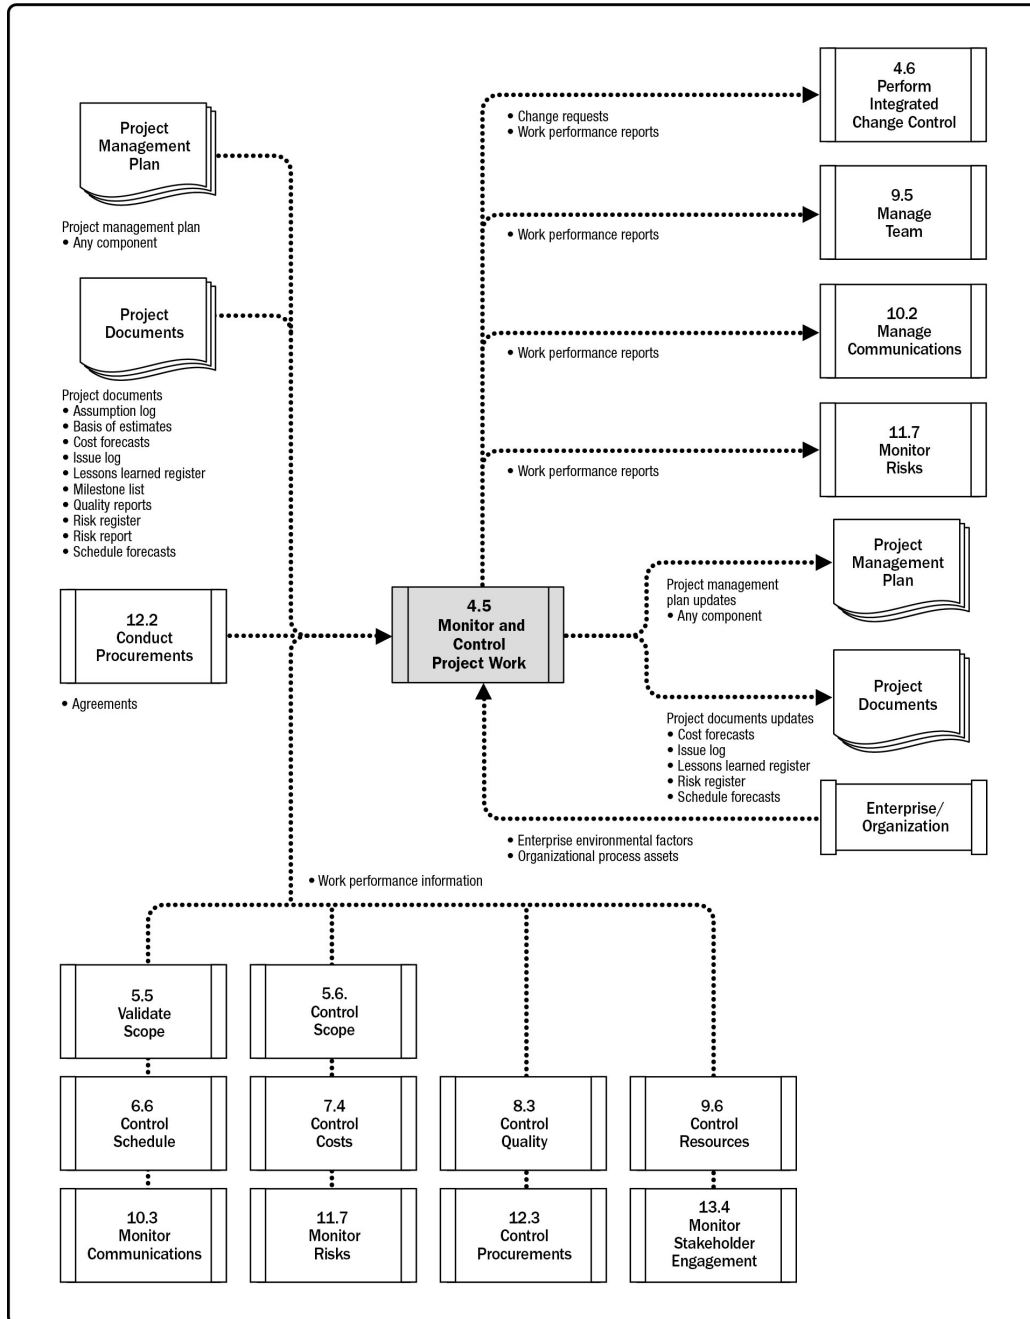 Project
Management
Plan
Project management plan
• Any component
Project
Documents
Project documents
• Assumption log
• Basis of estimates
• Cost forecasts
• Issue log
• Lessons learned register
• Milestone list
• Quality reports
• Risk register
• Risk report
• Schedule forecasts
12.2
Conduct
Procurements
• Agreements
4.5
Monitor and
Control
Project Work
• Change requests
• Work performance reports
4.6
Perform
Integrated
Change Control
• Work performance reports
9.5
Manage
Team
• Work performance reports
10.2
Manage
Communications
• Work performance reports
11.7
Monitor
Risks
Project management
plan updates
• Any component
Project
Management
Plan
Project documents updates
• Cost forecasts
• Issue log
• Lessons learned register
• Risk register
• Schedule forecasts
Project
Documents
Enterprise/
Organization
• Enterprise environmental factors
• Organizational process assets
• Work performance information
5.5
Validate
Scope
5.6.
Control
Scope
6.6
Control
Schedule
7.4
Control
Costs
8.3
Control
Quality
9.6
Control
Resources
10.3
Monitor
Communications
11.7
Monitor
Risks
12.3
Control
Procurements
13.4
Monitor
Stakeholder
Engagement